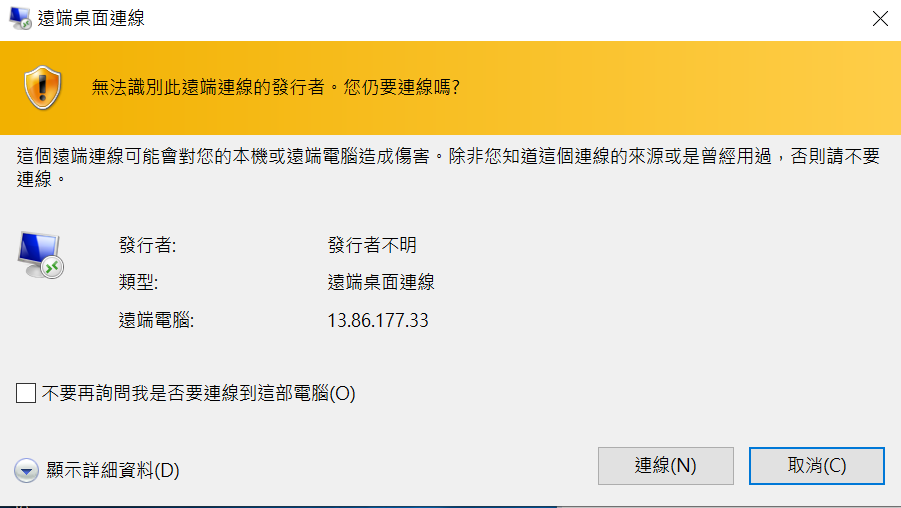 遠端桌面連線
無法識別此遠端連線的發行者。您仍要連線嗎?
這個遠端連線可能會對您的本機或遠端電腦造成傷害。除非您知道這個連線的來源或是曾經用過，否則請不要
連線。
發行者: 發行者不明
類型: 遠端桌面連線
遠端電腦: 13.86.177.33
不要再詢問我是否要連線到這部電腦(O)
顯示詳細資料(D) 連線(N) 取消(C)